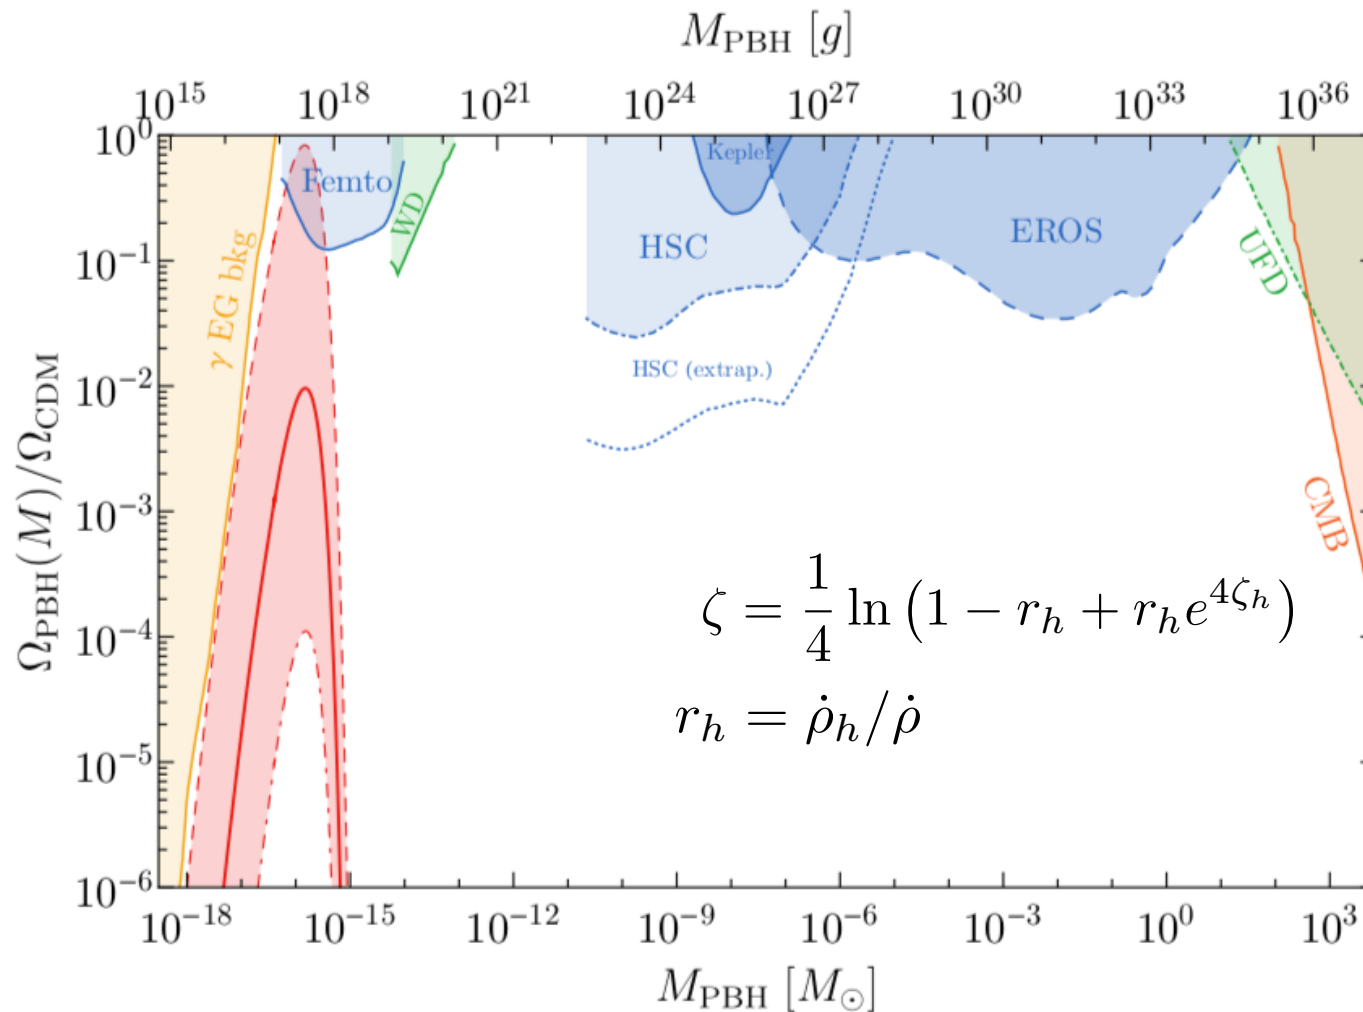 M_PBH [g]
10^15 10^18 10^21 10^24 10^27 10^30 10^33 10^36
10^0
10^-1
10^-2
10^-3
10^-4
10^-5
10^-6
Ω_PBH(M)/Ω_CDM
γ EG bkg
Femto
WD
Kepler
HSC
HSC (extrap.)
EROS
UFD
CMB
ζ = 1/4 ln (1 − r_h + r_h e^{4ζ_h})
r_h = ρ̇_h/ρ̇
10^-18 10^-15 10^-12 10^-9 10^-6 10^-3 10^0 10^3
M_PBH [M_⊙]